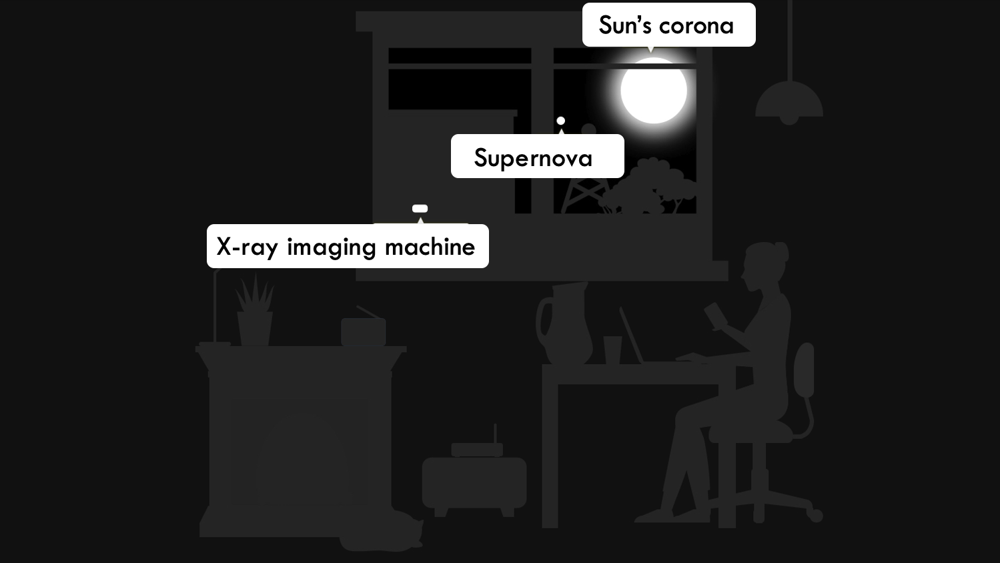 Sun’s corona
Supernova
X-ray imaging machine